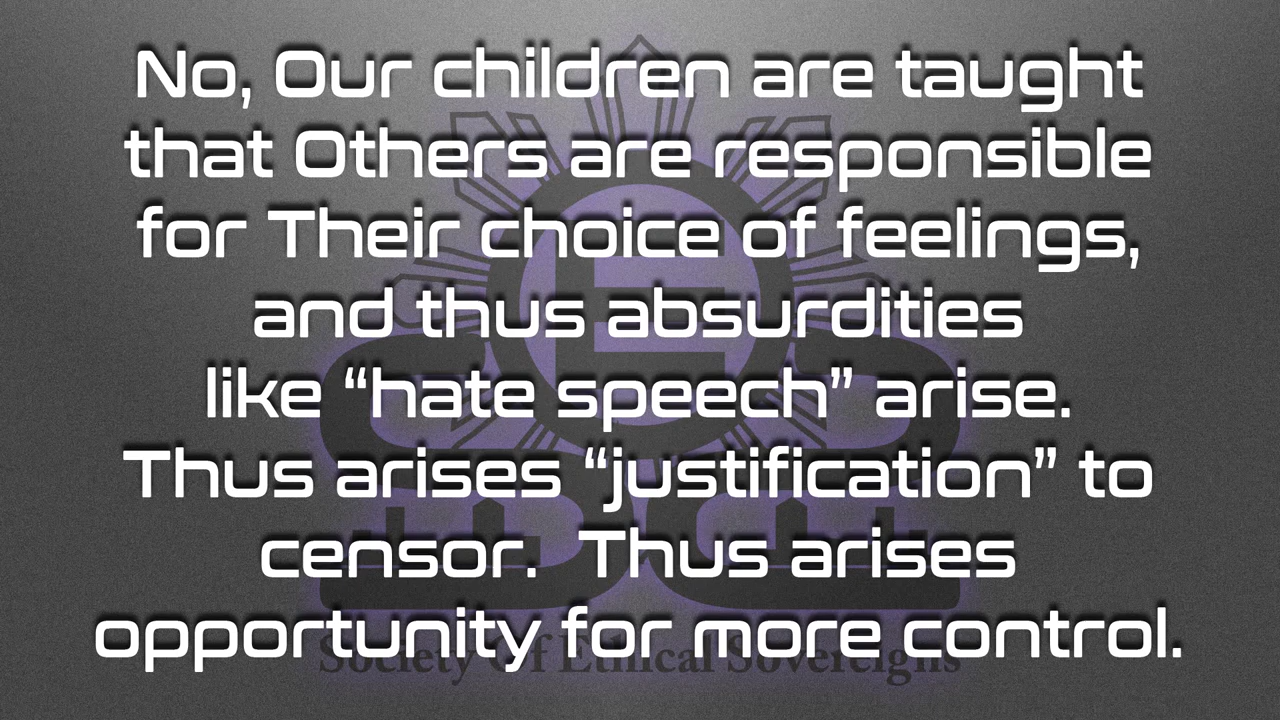 No, Our children are taught
that Others are responsible
for Their choice of feelings,
and thus absurdities
like “hate speech” arise.
Thus arises “justification” to
censor.  Thus arises
opportunity for more control.
Society Of Ethical Sovereigns